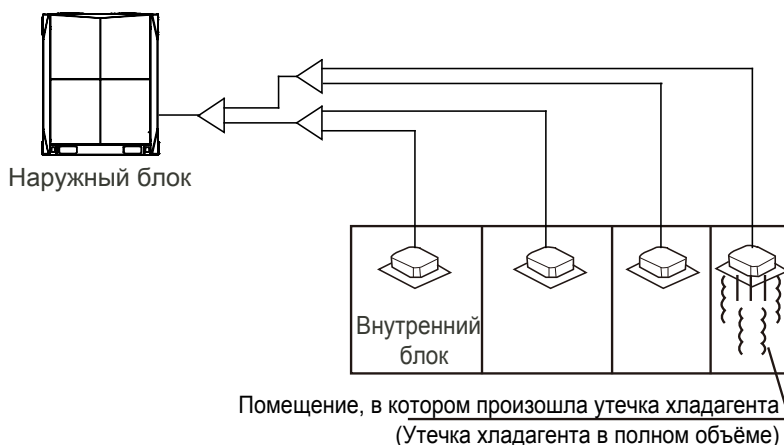 Наружный блок
Внутренний
блок
Помещение, в котором произошла утечка хладагента
(Утечка хладагента в полном объёме)